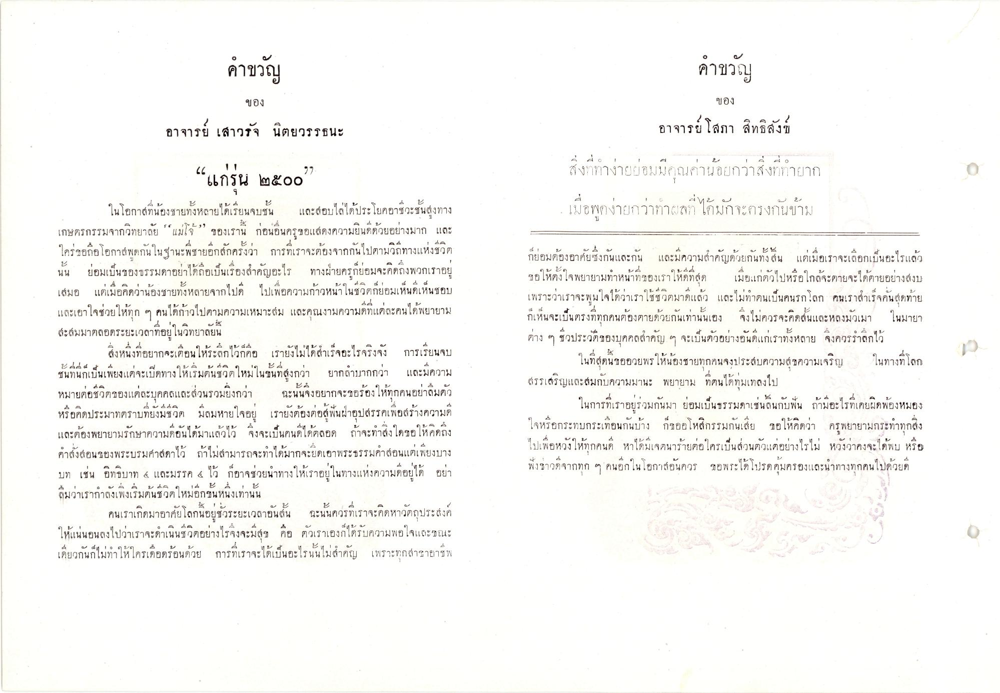 คำขวัญ
ของ
อาจารย์ เสาวรัจ นิตยวรรธนะ
“แก่รุ่น ๒๕๐๐”
ในโอกาสที่น้องชายทั้งหลายได้เรียนจบชั้น และสอบไล่ได้ประโยคอาชีวะชั้นสูงทาง
เกษตรกรรมจากวิทยาลัย “แม่โจ้” ของเรานี้ ก่อนอื่นครูขอแสดงความยินดีด้วยอย่างมาก และ
ใคร่ขอถือโอกาสพูดกันในฐานะพี่ชายอีกสักครั้งว่า การที่เราจะต้องจากกันไปตามวิถีทางแห่งชีวิต
นั้น ย่อมเป็นของธรรมดาอย่าได้ถือเป็นเรื่องสำคัญอะไร ทางฝ่ายครูก็ย่อมจะคิดถึงพวกเราอยู่
เสมอ แต่เมื่อคิดว่าน้องชายทั้งหลายจากไปดี ไปเพื่อความก้าวหน้าในชีวิตก็ย่อมเห็นดีเห็นชอบ
และเอาใจช่วยให้ทุก ๆ คนได้ก้าวไปตามความเหมาะสม และคุณงามความดีที่แต่ละคนได้พยายาม
สะสมมาตลอดระยะเวลาที่อยู่ในวิทยาลัยนี้
สิ่งหนึ่งที่อยากจะเตือนให้ระลึกไว้ก็คือ เรายังไม่ได้สำเร็จอะไรจริงจัง การเรียนจบ
ชั้นที่นี่ก็เป็นเพียงแต่จะเปิดทางให้เริ่มต้นชีวิตใหม่ในขั้นที่สูงกว่า ยากลำบากกว่า และมีความ
หมายต่อชีวิตของแต่ละบุคคลและส่วนรวมยิ่งกว่า ฉะนั้นจึงอยากจะขอร้องให้ทุกคนอย่าลืมตัว
หรือคิดประมาทตราบที่ยังมีชีวิต มีลมหายใจอยู่ เรายังต้องต่อสู้ฟันฝ่าอุปสรรคเพื่อสร้างความดี
และต้องพยายามรักษาความดีอันได้มาแล้วไว้ จึงจะเป็นคนดีได้ตลอด ถ้าจะทำสิ่งใดขอให้คิดถึง
คำสั่งสอนของพระบรมศาสดาไว้ ถ้าไม่สามารถจะทำได้มากจะยึดเอาพระธรรมคำสอนแต่เพียงบาง
บท เช่น อิทธิบาท ๔ และมรรค ๔ ไว้ ก็อาจช่วยนำทางให้เราอยู่ในทางแห่งความดีอยู่ได้ อย่า
ลืมว่าเรากำลังเพิ่งเริ่มต้นชีวิตใหม่อีกขั้นหนึ่งเท่านั้น
คนเราเกิดมาอาศัยโลกนี้อยู่ชั่วระยะเวลาอันสั้น ฉะนั้นควรที่เราจะคิดหาวัตถุประสงค์
ให้แน่นอนลงไปว่าเราจะดำเนินชีวิตอย่างไรจึงจะมีสุข คือ ตัวเราเองก็ได้รับความพอใจและขณะ
เดียวกันก็ไม่ทำให้ใครเดือดร้อนด้วย การที่เราจะได้เป็นอะไรนั้นไม่สำคัญ เพราะทุกสาขาอาชีพ
คำขวัญ
ของ
อาจารย์ โสภา สิทธิสังข์
สิ่งที่ทำง่ายย่อมมีคุณค่าน้อยกว่าสิ่งที่ทำยาก
เมื่อพูดง่ายกว่าทำผลที่ได้มักจะตรงกันข้าม
ก็ย่อมต้องอาศัยซึ่งกันและกัน และมีความสำคัญด้วยกันทั้งสิ้น แต่เมื่อเราจะเลือกเป็นอะไรแล้ว
ขอให้ตั้งใจพยายามทำหน้าที่ของเราให้ดีที่สุด เมื่อแก่ตัวไปหรือใกล้จะตายจะได้ตายอย่างสงบ
เพราะว่าเราจะพูมใจได้ว่าเราใช้ชีวิตมาดีแล้ว และไม่ทำตนเป็นคนรกโลก คนเราสำเร็จคั่นสุดท้าย
ก็เห็นจะเป็นตรงที่ทุกคนต้องตายด้วยกันเท่านั้นเอง จึงไม่ควรจะคิดสั้นและหลงมัวเมา ในมายา
ต่าง ๆ ชีวประวัติของบุคคลสำคัญ ๆ จะเป็นตัวอย่างอันดีแก่เราทั้งหลาย จึงควรรำลึกไว้
ในที่สุดนี้ขออวยพรให้น้องชายทุกคนจงประสบความสุขความเจริญ ในทางที่โลก
สรรเสริญและสมกับความมานะ พยายาม ที่ตนได้ทุ่มเทลงไป
ในการที่เราอยู่ร่วมกันมา ย่อมเป็นธรรมดาเช่นลิ้นกับฟัน ถ้ามีอะไรที่เคยผิดพ้องหมอง
ใจหรือกระทบกระเทือนกันบ้าง ก็ขออโหสิกรรมกันเสีย ขอให้คิดว่า ครูพยายามกระทำทุกสิ่ง
ไปเพื่อหวังให้ทุกคนดี หาได้มีเจตนาร้ายต่อใครเป็นส่วนตัวแต่อย่างไรไม่ หวังว่าคงจะได้พบ หรือ
ฟังข่าวดีจากทุก ๆ คนอีกในโอกาสอันควร ขอพระได้โปรดคุ้มครองและนำทางทุกคนไปด้วยดี